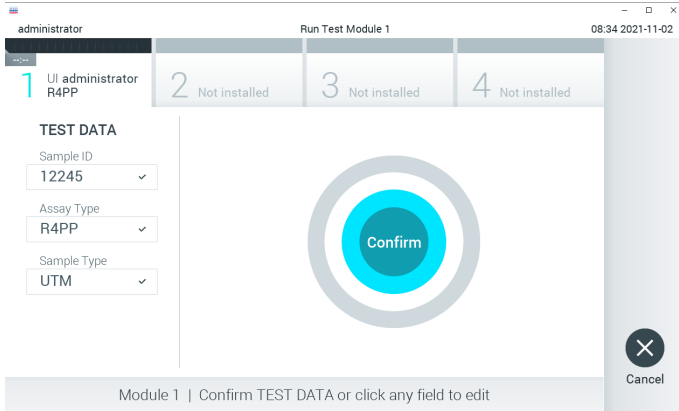 administrator
Run Test Module 1
08:34 2021-11-02
--:--
1 UI administrator
R4PP
2 Not installed
3 Not installed
4 Not installed
TEST DATA
Sample ID
12245
Assay Type
R4PP
Sample Type
UTM
Confirm
Cancel
Module 1 | Confirm TEST DATA or click any field to edit